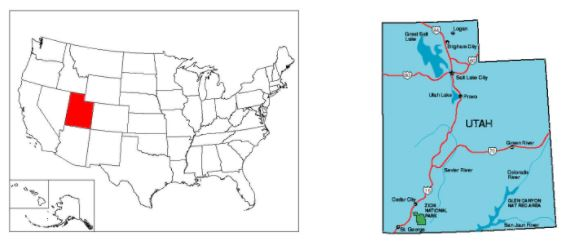 Logan
Great Salt
Lake
Brigham City
Salt Lake City
Utah Lake
Provo
UTAH
Green River
Sevier River
Colorado
River
Cedar City
ZION
NATIONAL
PARK
GLEN CANYON
NAT REC AREA
San Juan River
St. George